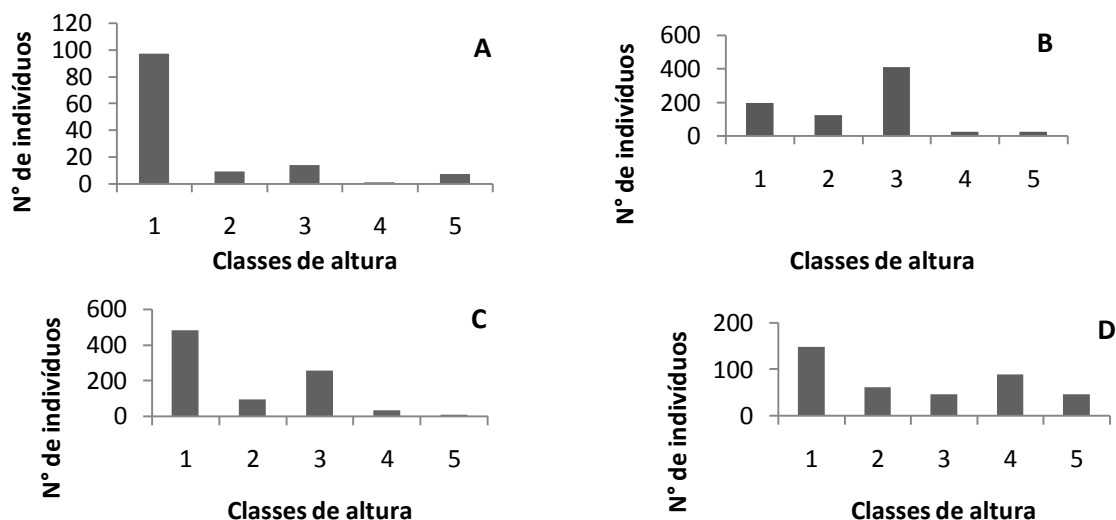 A
N° de indivíduos
120
100
80
60
40
20
0
1 2 3 4 5
Classes de altura
B
N° de indivíduos
600
400
200
0
1 2 3 4 5
Classes de altura
C
N° de indivíduos
600
400
200
0
1 2 3 4 5
Classes de altura
D
N° de indivíduos
200
100
0
1 2 3 4 5
Classes de altura